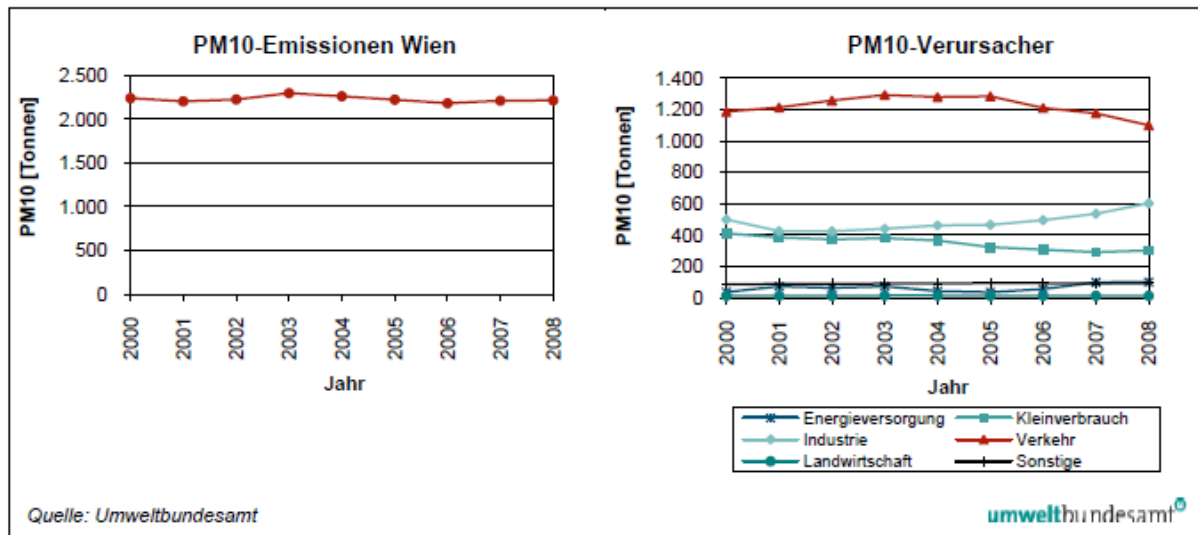 PM10-Emissionen Wien
PM10 [Tonnen]
2.500
2.000
1.500
1.000
500
0
2000
2001
2002
2003
2004
2005
2006
2007
2008
Jahr
PM10-Verursacher
PM10 [Tonnen]
1.400
1.200
1.000
800
600
400
200
0
2000
2001
2002
2003
2004
2005
2006
2007
2008
Jahr
Energieversorgung
Kleinverbrauch
Industrie
Verkehr
Landwirtschaft
Sonstige
Quelle: Umweltbundesamt
umweltbundesamt